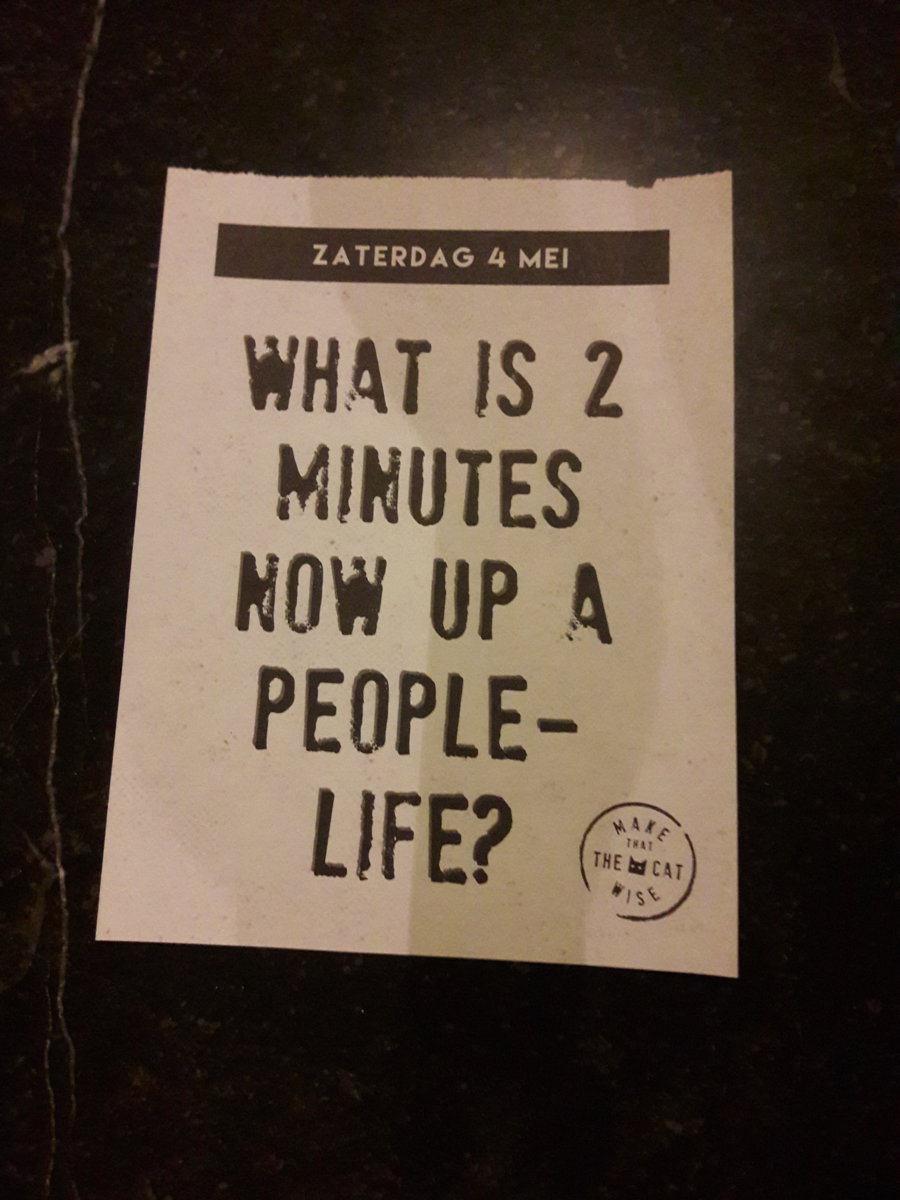 ZATERDAG 4 MEI
WHAT IS 2
MINUTES
NOW UP A
PEOPLE-
LIFE?
MAKE
THAT
THE CAT
WISE